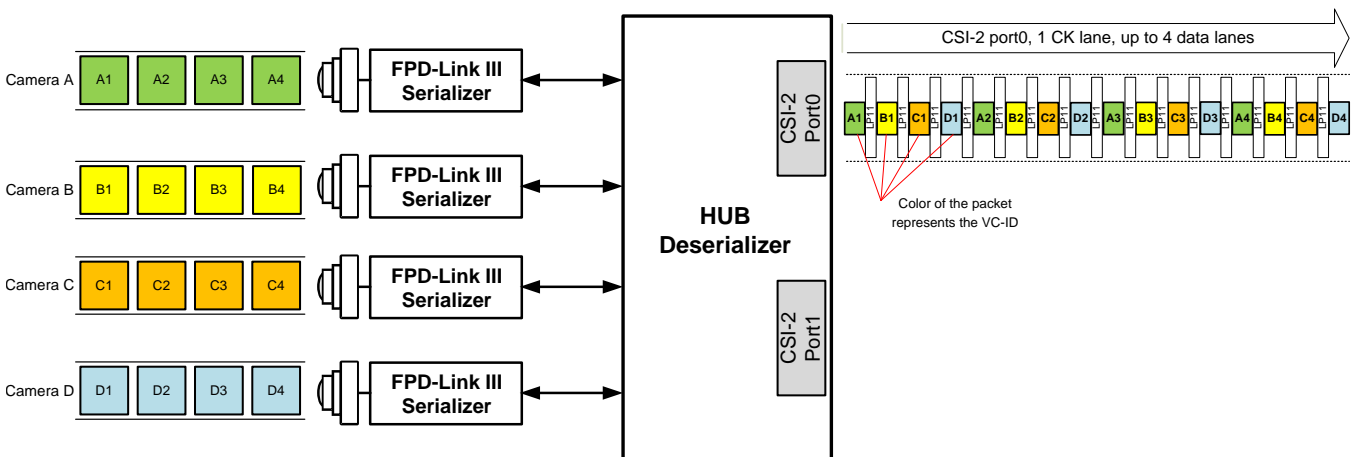 Camera A
A1 A2 A3 A4
FPD-Link III
Serializer
Camera B
B1 B2 B3 B4
FPD-Link III
Serializer
Camera C
C1 C2 C3 C4
FPD-Link III
Serializer
Camera D
D1 D2 D3 D4
FPD-Link III
Serializer
HUB
Deserializer
CSI-2
Port0
CSI-2
Port1
CSI-2 port0, 1 CK lane, up to 4 data lanes
A1 LP11 B1 LP11 C1 LP11 D1 LP11 A2 LP11 B2 LP11 C2 LP11 D2 LP11 A3 LP11 B3 LP11 C3 LP11 D3 LP11 A4 LP11 B4 LP11 C4 LP11 D4
Color of the packet
represents the VC-ID